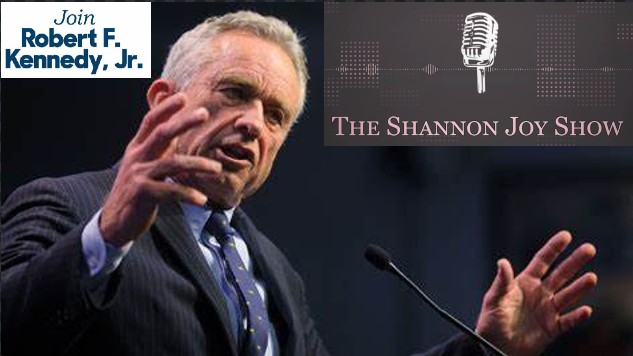 Join
Robert F.
Kennedy, Jr.
THE SHANNON JOY SHOW